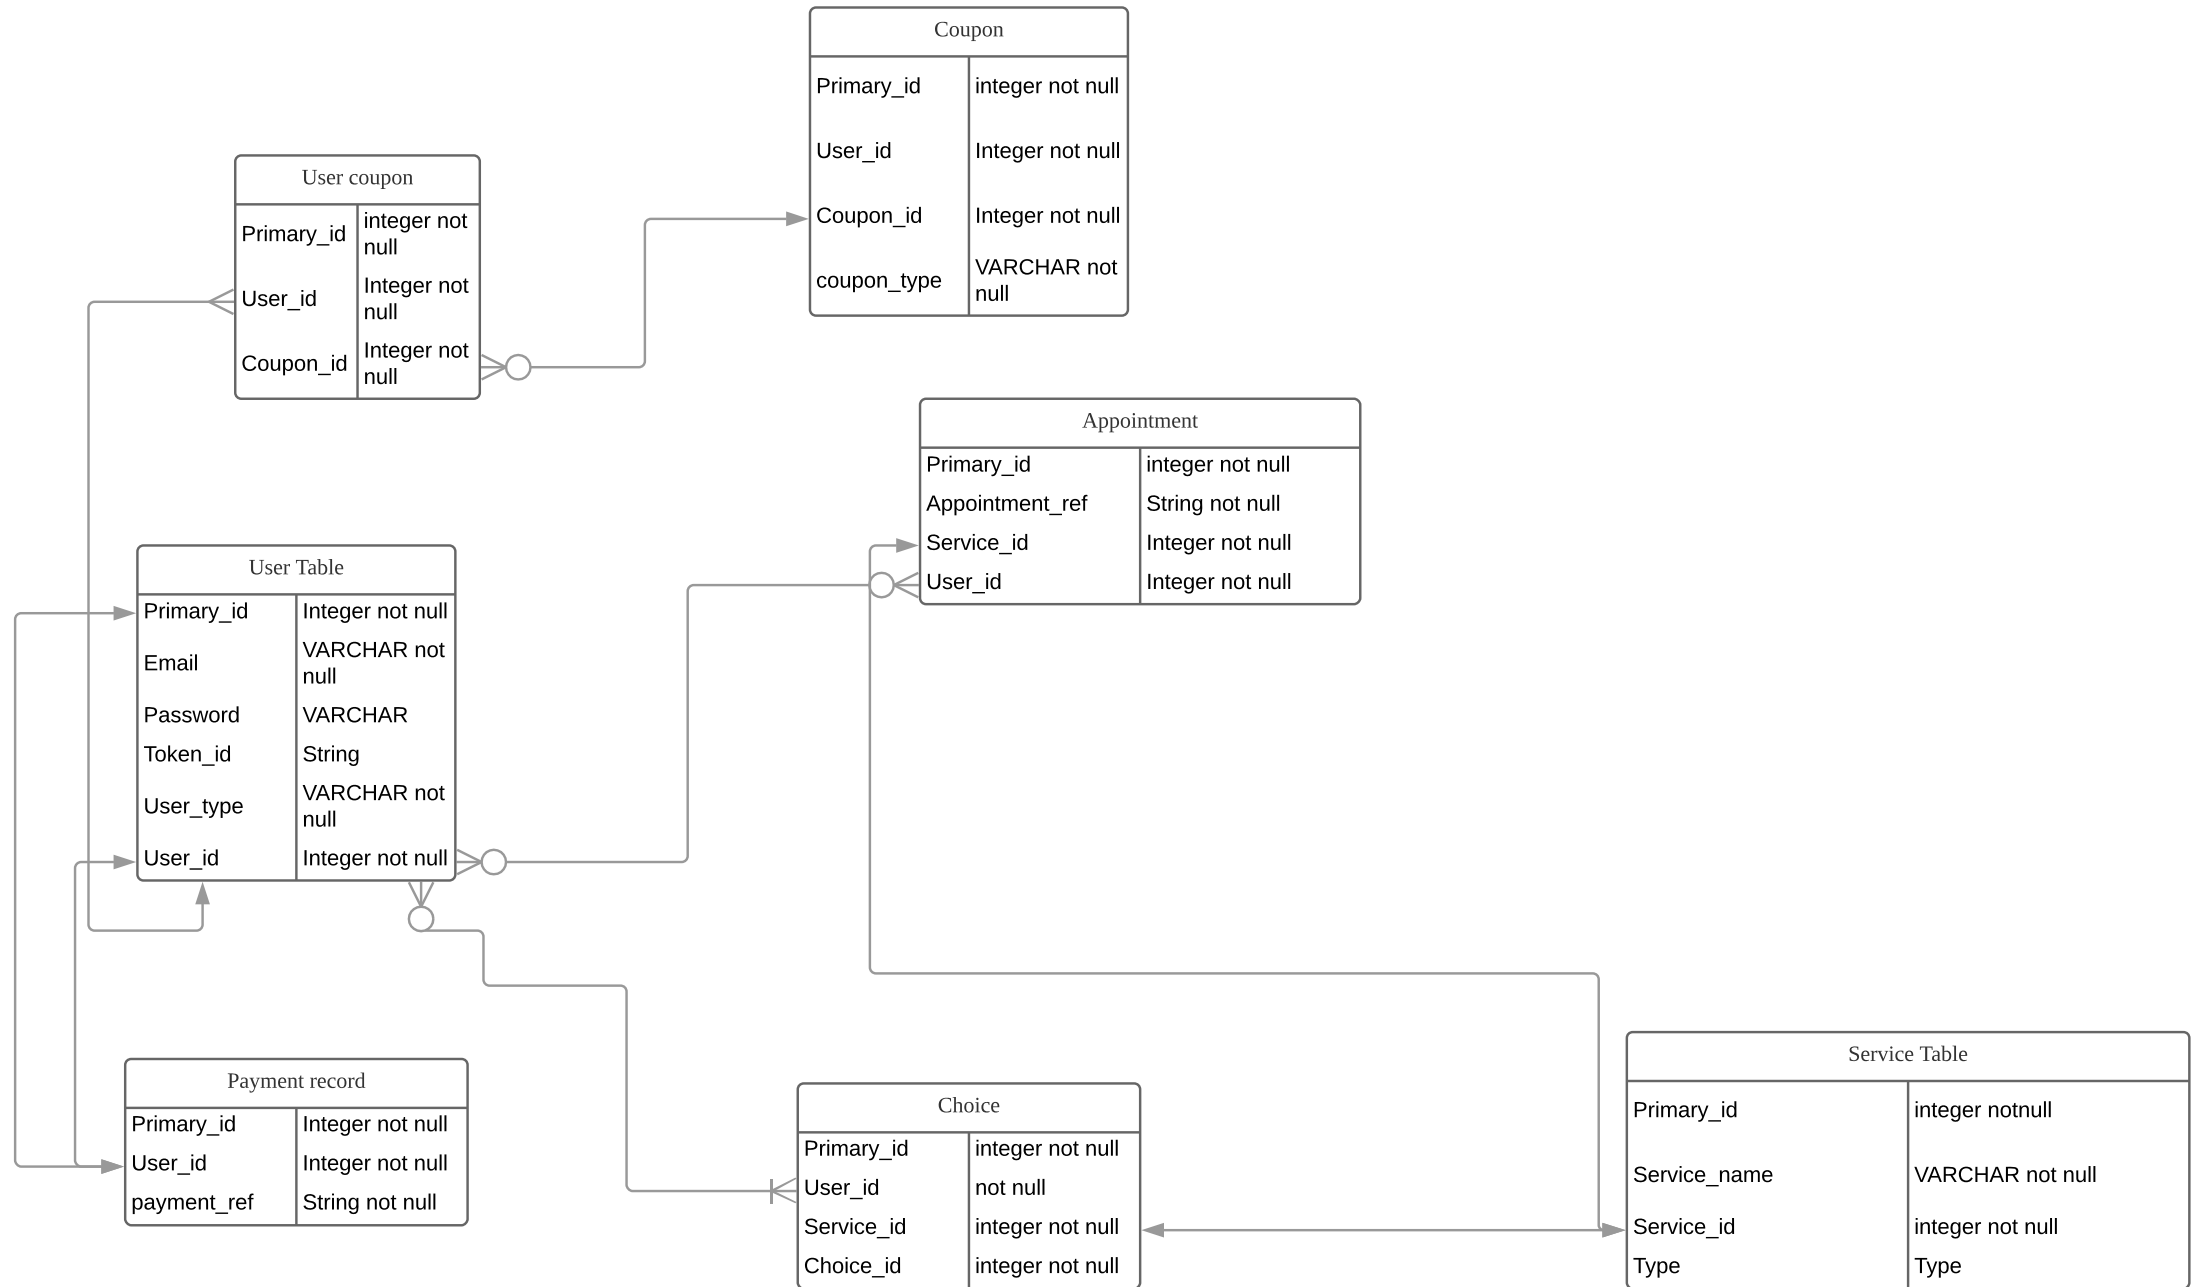 Coupon
Primary_id integer not null
User_id Integer not null
Coupon_id Integer not null
coupon_type VARCHAR not
null
User coupon
Primary_id integer not
null
User_id Integer not
null
Coupon_id Integer not
null
Appointment
Primary_id integer not null
Appointment_ref String not null
Service_id Integer not null
User_id Integer not null
User Table
Primary_id Integer not null
Email VARCHAR not
null
Password VARCHAR
Token_id String
User_type VARCHAR not
null
User_id Integer not null
Payment record
Primary_id Integer not null
User_id Integer not null
payment_ref String not null
Choice
Primary_id integer not null
User_id not null
Service_id integer not null
Choice_id integer not null
Service Table
Primary_id integer notnull
Service_name VARCHAR not null
Service_id integer not null
Type Type